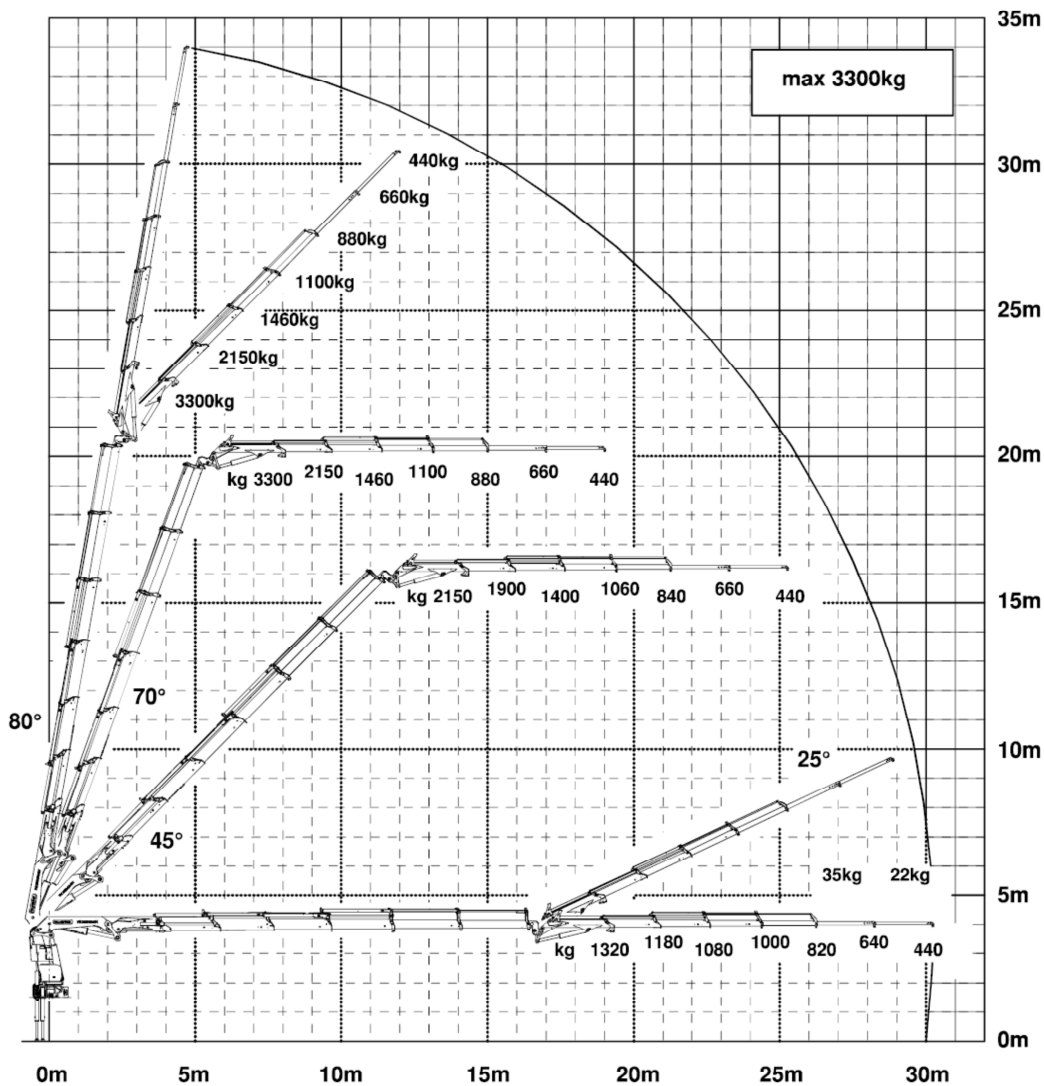 35m
max 3300kg
30m
440kg
660kg
880kg
1100kg
25m
1460kg
2150kg
3300kg
20m
kg 3300 2150 1460 1100 880 660 440
kg 2150 1900 1400 1060 840 660 440
15m
70°
80°
10m
25°
45°
35kg 22kg
5m
kg 1320 1180 1080 1000 820 640 440
0m
0m 5m 10m 15m 20m 25m 30m